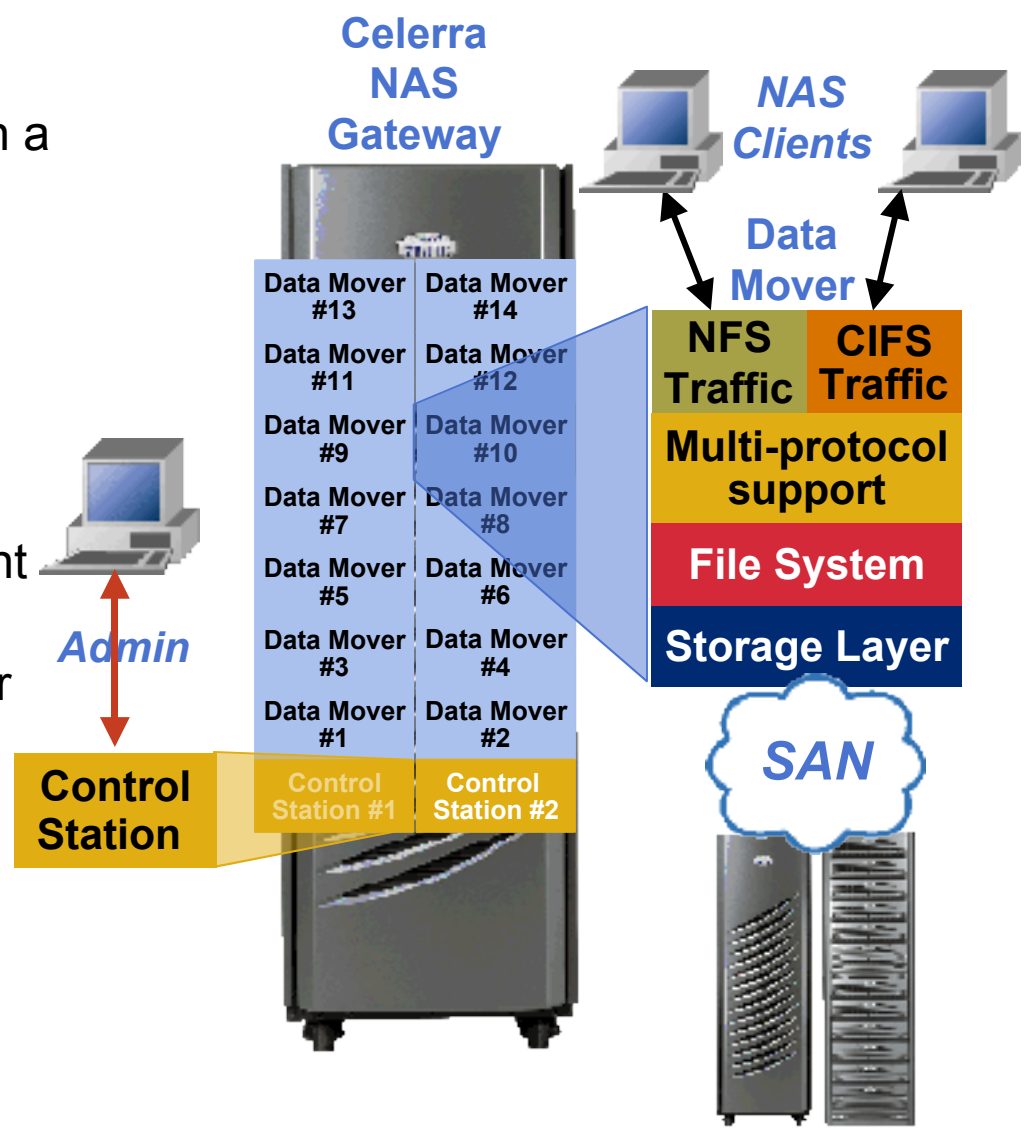 Celerra
NAS
Gateway
NAS
Clients
n a
Data
Mover
Data Mover
#13
Data Mover
#14
NFS
Traffic
CIFS
Traffic
Data Mover
#11
Data Mover
#12
Data Mover
#9
Data Mover
#10
Multi-protocol
support
Data Mover
#7
Data Mover
#8
nt
File System
Data Mover
#5
Data Mover
#6
Admin
Storage Layer
r
Data Mover
#3
Data Mover
#4
Data Mover
#1
Data Mover
#2
SAN
Control
Station
Control
Station #1
Control
Station #2